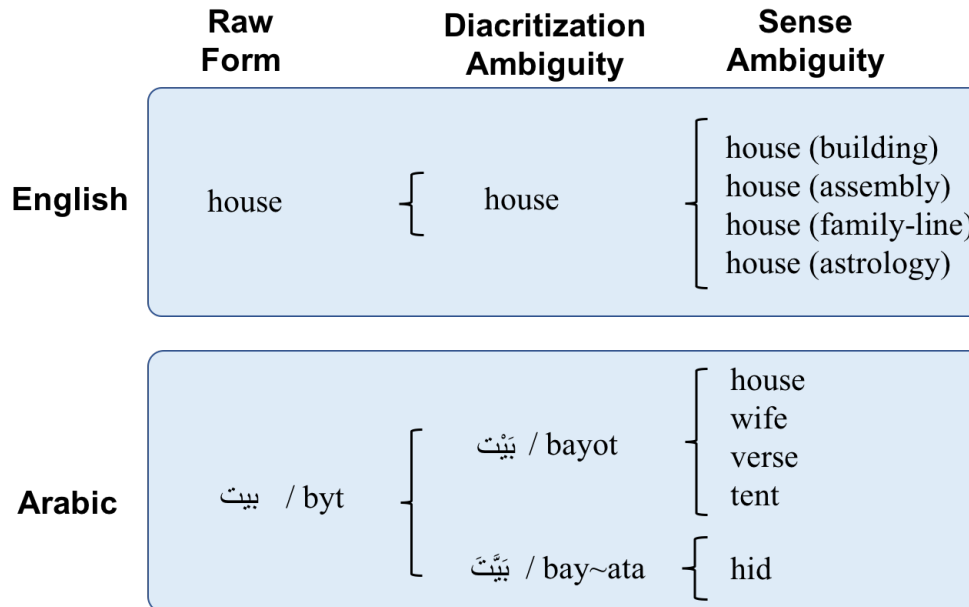 Raw Form
Diacritization Ambiguity
Sense Ambiguity
English
house
house
house (building)
house (assembly)
house (family-line)
house (astrology)
Arabic
بيت / byt
بَيْت / bayot
house
wife
verse
tent
بَيَّتَ / bay~ata
hid